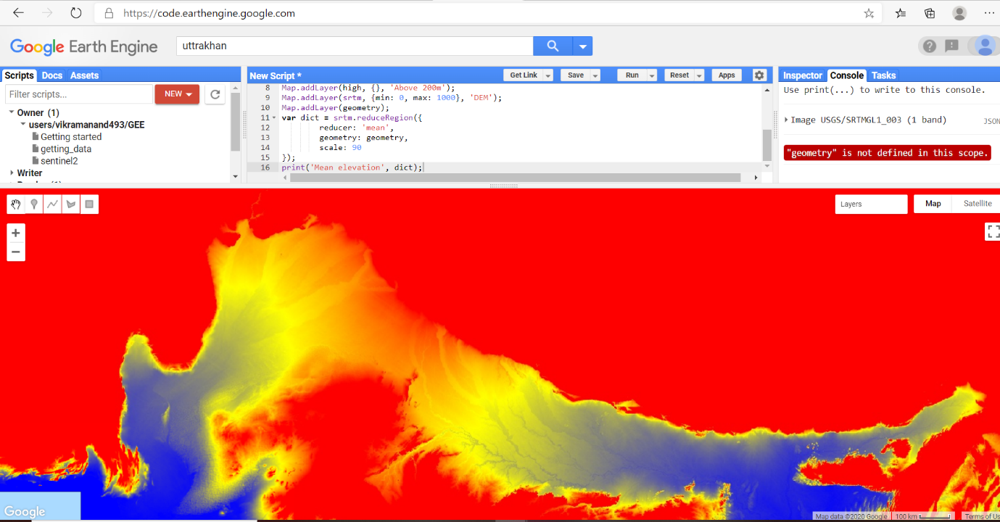 https://code.earthengine.google.com
Google Earth Engine
uttrakhan
Scripts Docs Assets
Filter scripts...
NEW
Owner (1)
users/vikramanand493/GEE
Getting started
getting_data
sentinel2
Writer
New Script *
Get Link
Save
Run
Reset
Apps
8 Map.addLayer(high, {}, 'Above 200m');
9 Map.addLayer(srtm, {min: 0, max: 1000}, 'DEM');
10 Map.addLayer(geometry);
11 var dict = srtm.reduceRegion({
12 reducer: 'mean',
13 geometry: geometry,
14 scale: 90
15 });
16 print('Mean elevation', dict);
Inspector Console Tasks
Use print(...) to write to this console.
Image USGS/SRTMGL1_003 (1 band)
JSON
"geometry" is not defined in this scope.
Layers
Map Satellite
+
−
Google
Map data ©2020 Google 100 km Terms of Us